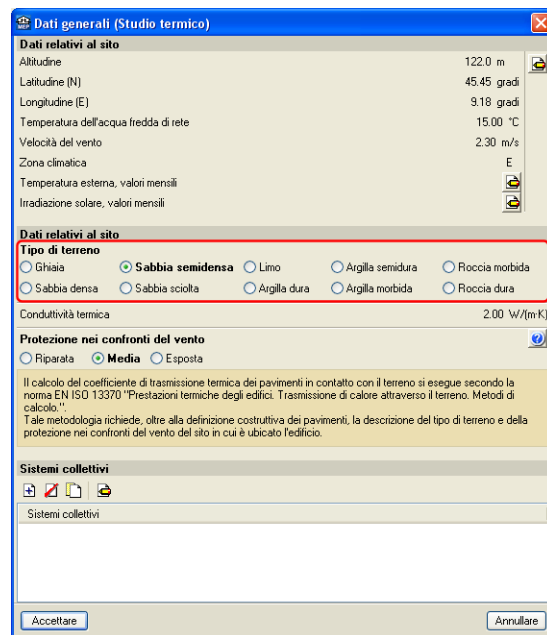 Dati generali (Studio termico)
Dati relativi al sito
Altitudine 122.0 m
Latitudine (N) 45.45 gradi
Longitudine (E) 9.18 gradi
Temperatura dell'acqua fredda di rete 15.00 °C
Velocità del vento 2.30 m/s
Zona climatica E
Temperatura esterna, valori mensili
Irradiazione solare, valori mensili
Dati relativi al sito
Tipo di terreno
Ghiaia Sabbia semidensa Limo Argilla semidura Roccia morbida
Sabbia densa Sabbia sciolta Argilla dura Argilla morbida Roccia dura
Conduttività termica 2.00 W/(m·K)
Protezione nei confronti del vento
Riparata Media Esposta
Il calcolo del coefficiente di trasmissione termica dei pavimenti in contatto con il terreno si esegue secondo la
norma EN ISO 13370 "Prestazioni termiche degli edifici. Trasmissione di calore attraverso il terreno. Metodi di
calcolo.".
Tale metodologia richiede, oltre alla definizione costruttiva dei pavimenti, la descrizione del tipo di terreno e della
protezione nei confronti del vento del sito in cui è ubicato l'edificio.
Sistemi collettivi
Sistemi collettivi
Accettare Annullare